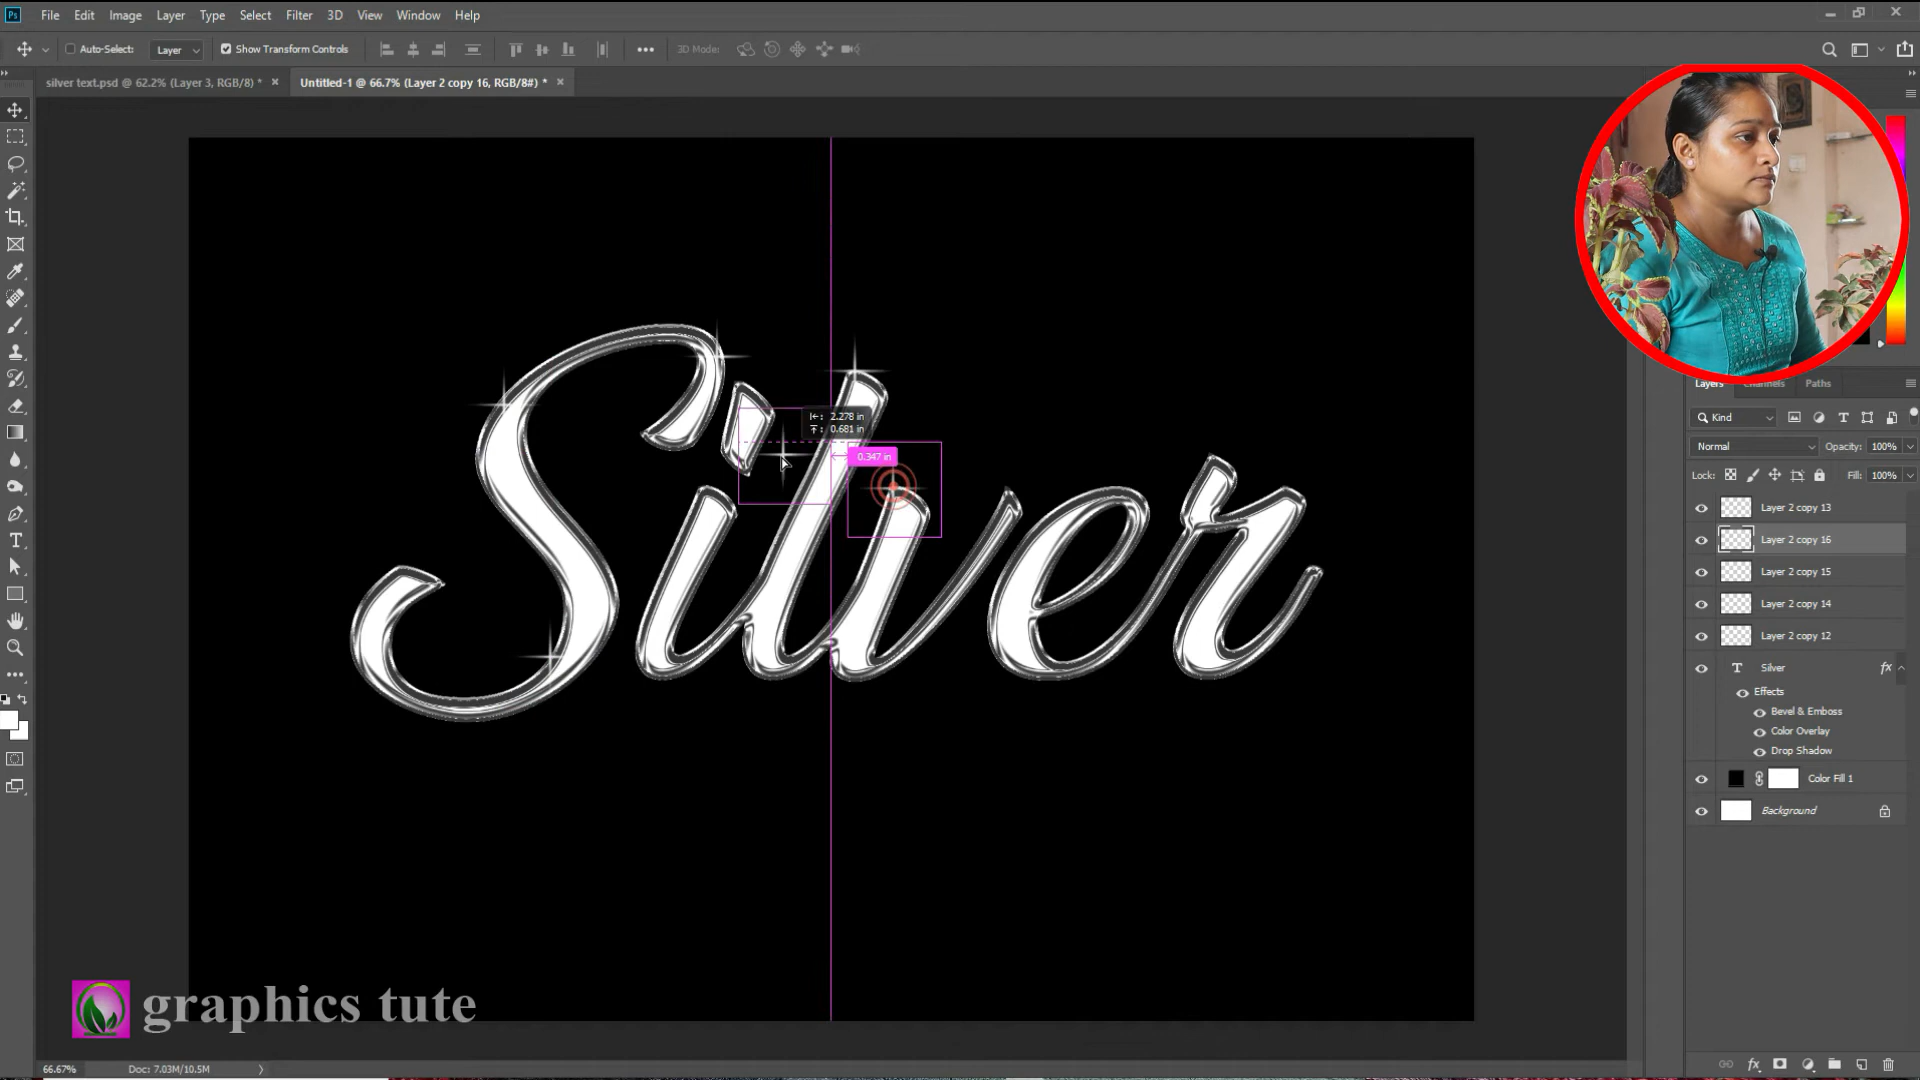 Ps File Edit Image Layer Type Select Filter 3D View Window Help
Auto-Select: Layer Show Transform Controls 3D Mode:
silver text.psd @ 62.2% (Layer 3, RGB/8) * Untitled-1 @ 66.7% (Layer 2 copy 16, RGB/8#) *
Silver
2.278 in
0.681 in
0.347 in
Layers Channels Paths
Kind
Normal Opacity: 100%
Lock: Fill: 100%
Layer 2 copy 13
Layer 2 copy 16
Layer 2 copy 15
Layer 2 copy 14
Layer 2 copy 12
T Silver fx
Effects
Bevel & Emboss
Color Overlay
Drop Shadow
Color Fill 1
Background
graphics tute
66.67% Doc: 7.03M/10.5M
fx